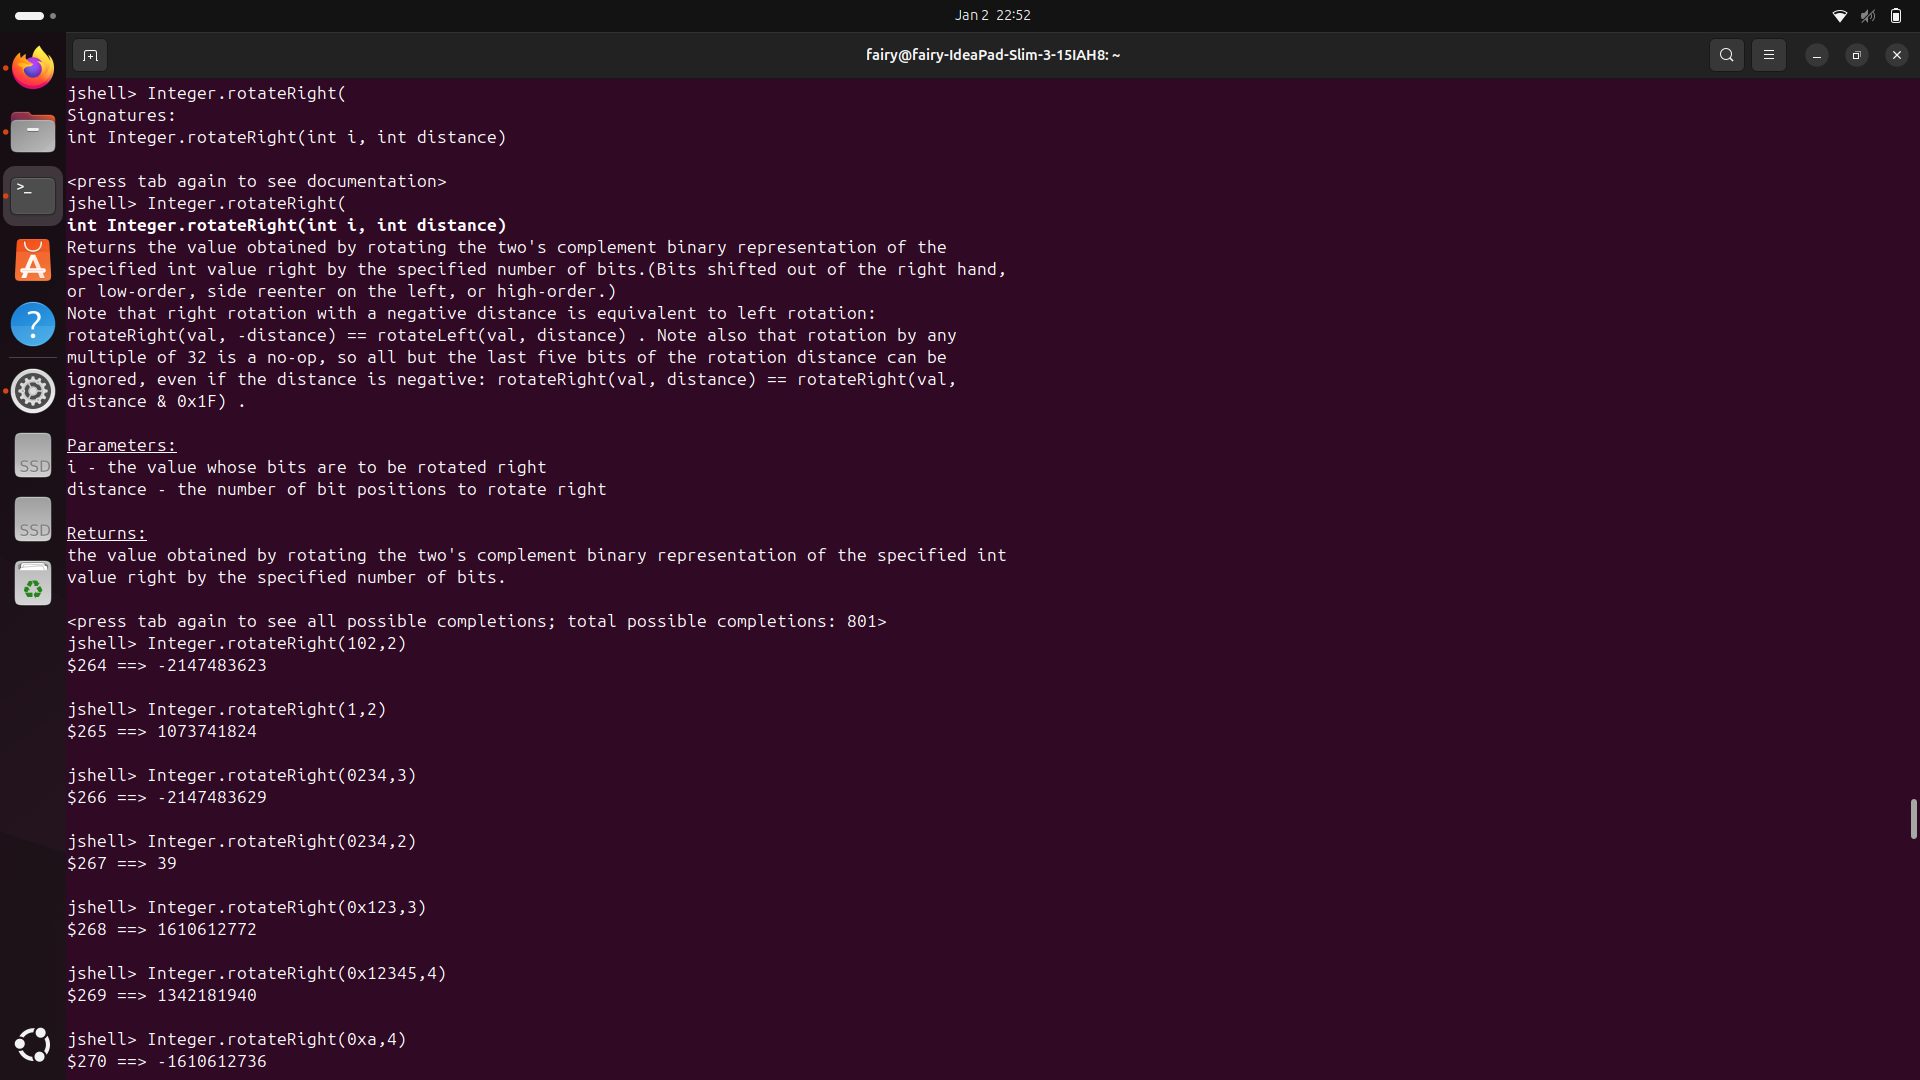 Jan 2 22:52
fairy@fairy-IdeaPad-Slim-3-15IAH8: ~
jshell> Integer.rotateRight(
Signatures:
int Integer.rotateRight(int i, int distance)
<press tab again to see documentation>
jshell> Integer.rotateRight(
int Integer.rotateRight(int i, int distance)
Returns the value obtained by rotating the two's complement binary representation of the
specified int value right by the specified number of bits.(Bits shifted out of the right hand,
or low-order, side reenter on the left, or high-order.)
Note that right rotation with a negative distance is equivalent to left rotation:
rotateRight(val, -distance) == rotateLeft(val, distance) . Note also that rotation by any
multiple of 32 is a no-op, so all but the last five bits of the rotation distance can be
ignored, even if the distance is negative: rotateRight(val, distance) == rotateRight(val,
distance & 0x1F) .
Parameters:
i - the value whose bits are to be rotated right
distance - the number of bit positions to rotate right
Returns:
the value obtained by rotating the two's complement binary representation of the specified int
value right by the specified number of bits.
<press tab again to see all possible completions; total possible completions: 801>
jshell> Integer.rotateRight(102,2)
$264 ==> -2147483623
jshell> Integer.rotateRight(1,2)
$265 ==> 1073741824
jshell> Integer.rotateRight(0234,3)
$266 ==> -2147483629
jshell> Integer.rotateRight(0234,2)
$267 ==> 39
jshell> Integer.rotateRight(0x123,3)
$268 ==> 1610612772
jshell> Integer.rotateRight(0x12345,4)
$269 ==> 1342181940
jshell> Integer.rotateRight(0xa,4)
$270 ==> -1610612736
>_
?
SSD
SSD